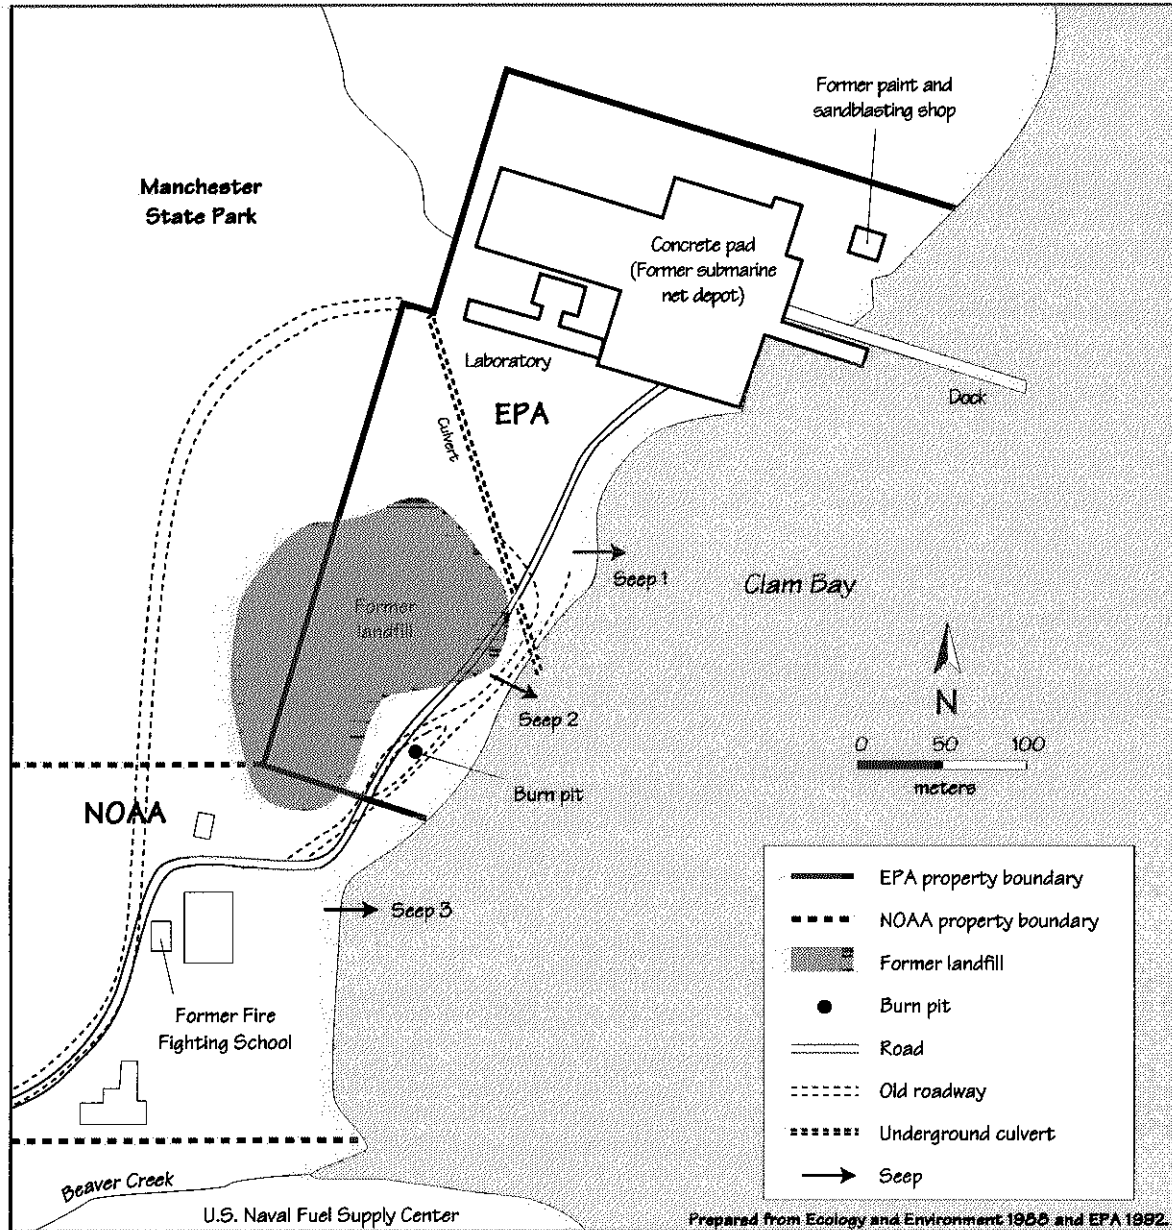 Former paint and
sandblasting shop
Manchester
State Park
Concrete pad
(Former submarine
net depot)
Laboratory
Dock
EPA
Culvert
Seep 1
Clam Bay
Former
landfill
N
Seep 2
0 50 100
meters
Burn pit
NOAA
Seep 3
Former Fire
Fighting School
EPA property boundary
NOAA property boundary
Former landfill
Burn pit
Road
Old roadway
Underground culvert
Seep
Beaver Creek
U.S. Naval Fuel Supply Center
Prepared from Ecology and Environment 1988 and EPA 1992